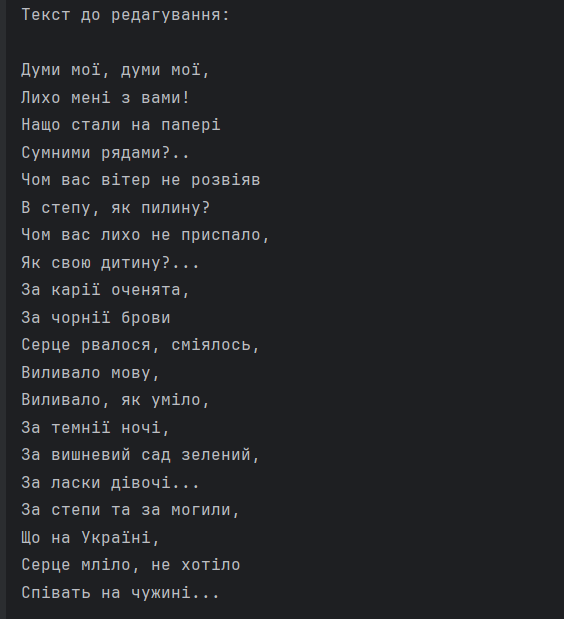 Текст до редагування:

Думи мої, думи мої,
Лихо мені з вами!
Нащо стали на папері
Сумними рядами?..
Чом вас вітер не розвіяв
В степу, як пилину?
Чом вас лихо не приспало,
Як свою дитину?...
За карії оченята,
За чорнії брови
Серце рвалося, сміялось,
Виливало мову,
Виливало, як уміло,
За темнії ночі,
За вишневий сад зелений,
За ласки дівочі...
За степи та за могили,
Що на Україні,
Серце мліло, не хотіло
Співать на чужині...